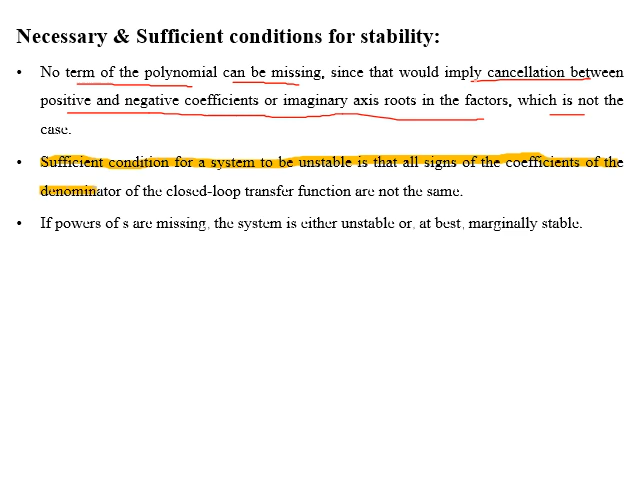 Necessary & Sufficient conditions for stability:
• No term of the polynomial can be missing, since that would imply cancellation between
positive and negative coefficients or imaginary axis roots in the factors, which is not the
case.
• Sufficient condition for a system to be unstable is that all signs of the coefficients of the
denominator of the closed-loop transfer function are not the same.
• If powers of s are missing, the system is either unstable or, at best, marginally stable.